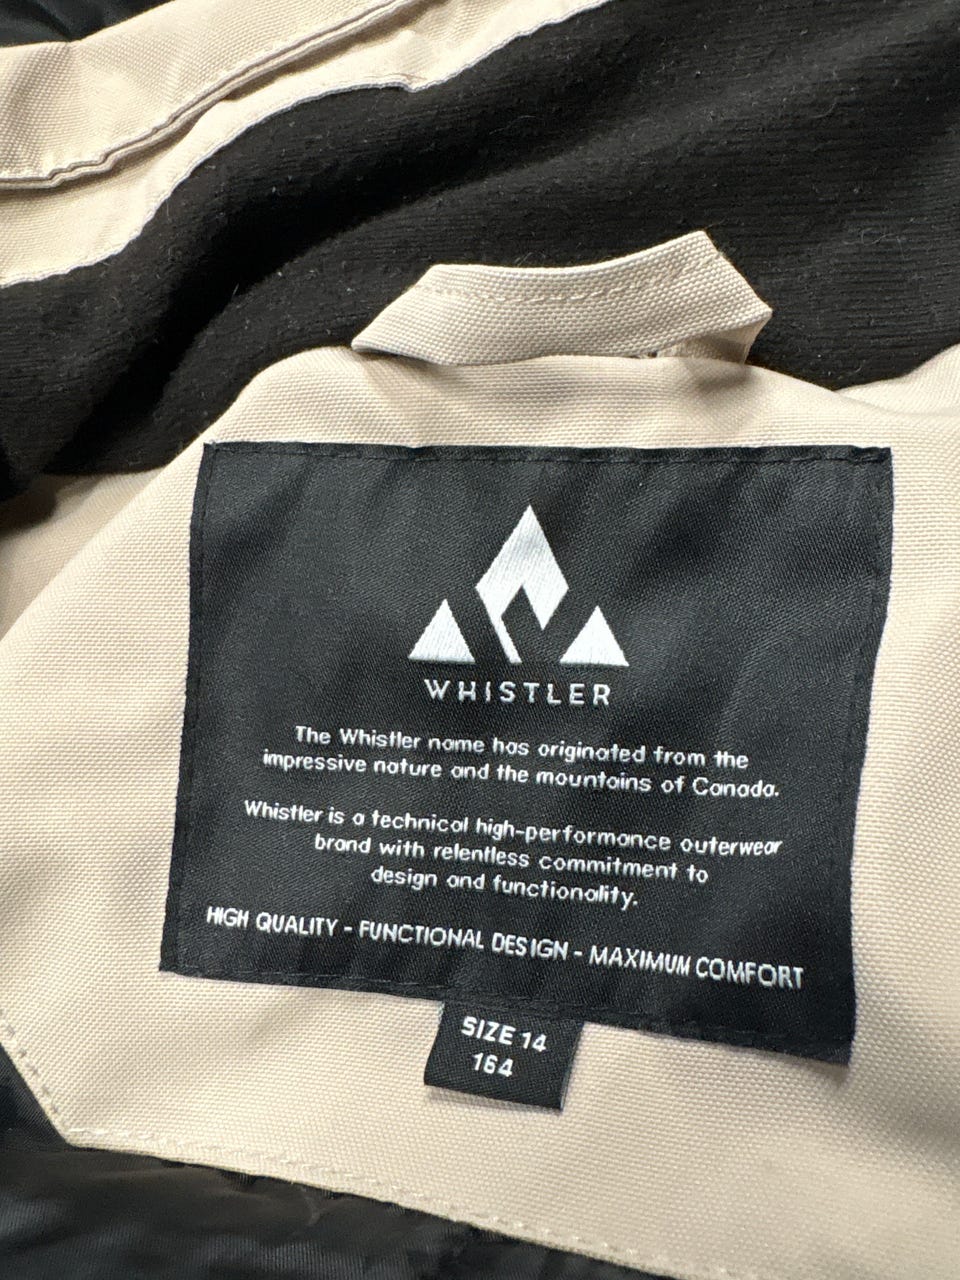 WHISTLER
The Whistler name has originated from the
impressive nature and the mountains of Canada.
Whistler is a technical high-performance outerwear
brand with relentless commitment to
design and functionality.
HIGH QUALITY - FUNCTIONAL DESIGN - MAXIMUM COMFORT
SIZE 14
164